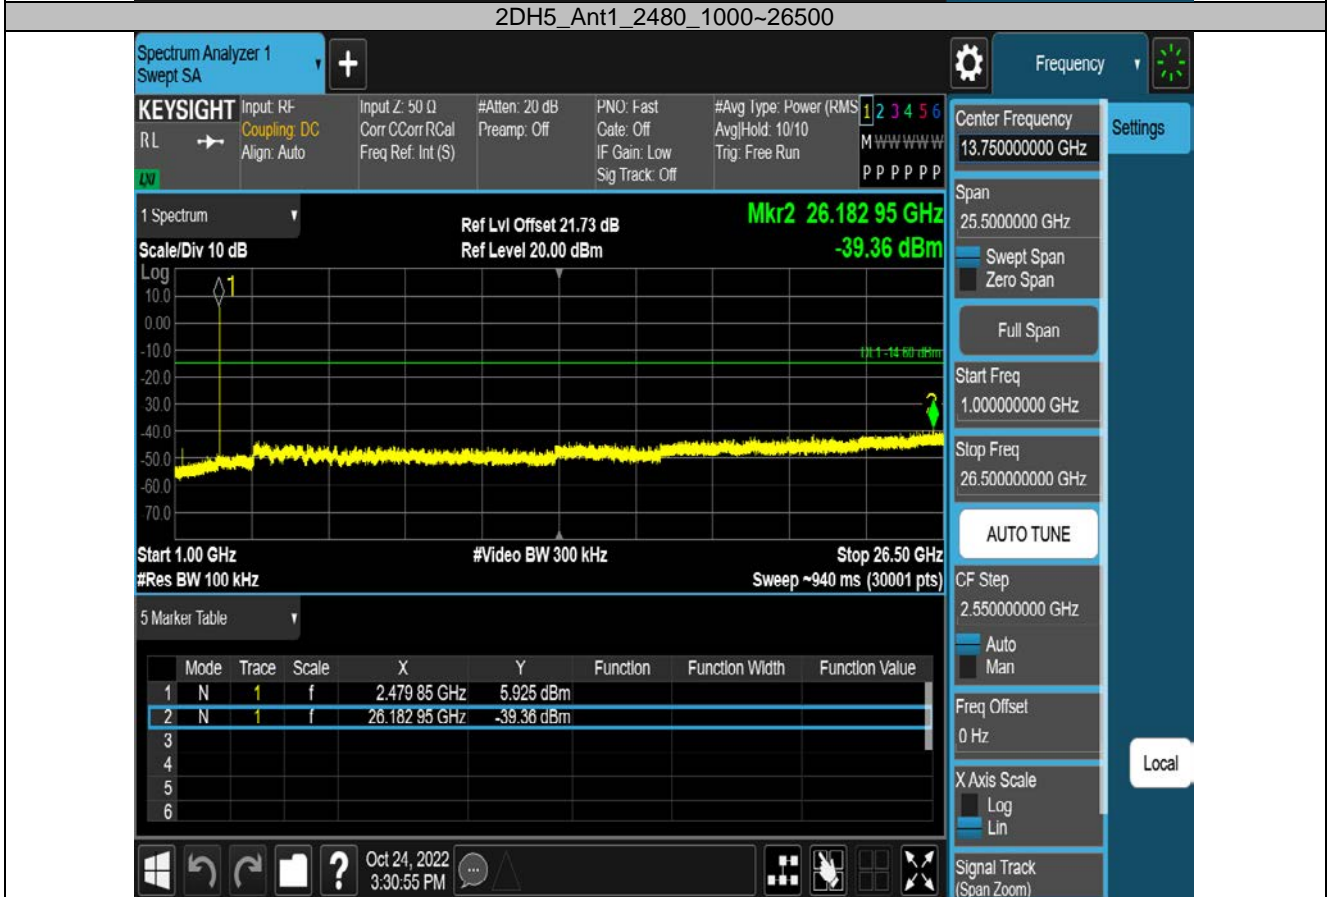 2DH5_Ant1_2480_1000~26500
Spectrum Analyzer 1
Swept SA
Frequency
KEYSIGHT
RL
LXI
Input: RF
Coupling: DC
Align: Auto
Input Z: 50 Ω
Corr CCorr RCal
Freq Ref: Int (S)
#Atten: 20 dB
Preamp: Off
PNO: Fast
Gate: Off
IF Gain: Low
Sig Track: Off
#Avg Type: Power (RMS
Avg|Hold: 10/10
Trig: Free Run
1 2 3 4 5 6
M W W W W W
P P P P P P
1 Spectrum
Scale/Div 10 dB
Ref Lvl Offset 21.73 dB
Ref Level 20.00 dBm
Mkr2 26.182 95 GHz
-39.36 dBm
Log
10.0
0.00
-10.0
-20.0
-30.0
-40.0
-50.0
-60.0
-70.0
1
2
DL1 -14.60 dBm
Start 1.00 GHz
#Res BW 100 kHz
#Video BW 300 kHz
Stop 26.50 GHz
Sweep ~940 ms (30001 pts)
5 Marker Table
Mode Trace Scale X Y Function Function Width Function Value
1 N 1 f 2.479 85 GHz 5.925 dBm
2 N 1 f 26.182 95 GHz -39.36 dBm
3
4
5
6
Oct 24, 2022
3:30:55 PM
Center Frequency
13.750000000 GHz
Settings
Span
25.5000000 GHz
Swept Span
Zero Span
Full Span
Start Freq
1.000000000 GHz
Stop Freq
26.500000000 GHz
AUTO TUNE
CF Step
2.550000000 GHz
Auto
Man
Freq Offset
0 Hz
X Axis Scale
Log
Lin
Signal Track
(Span Zoom)
Local